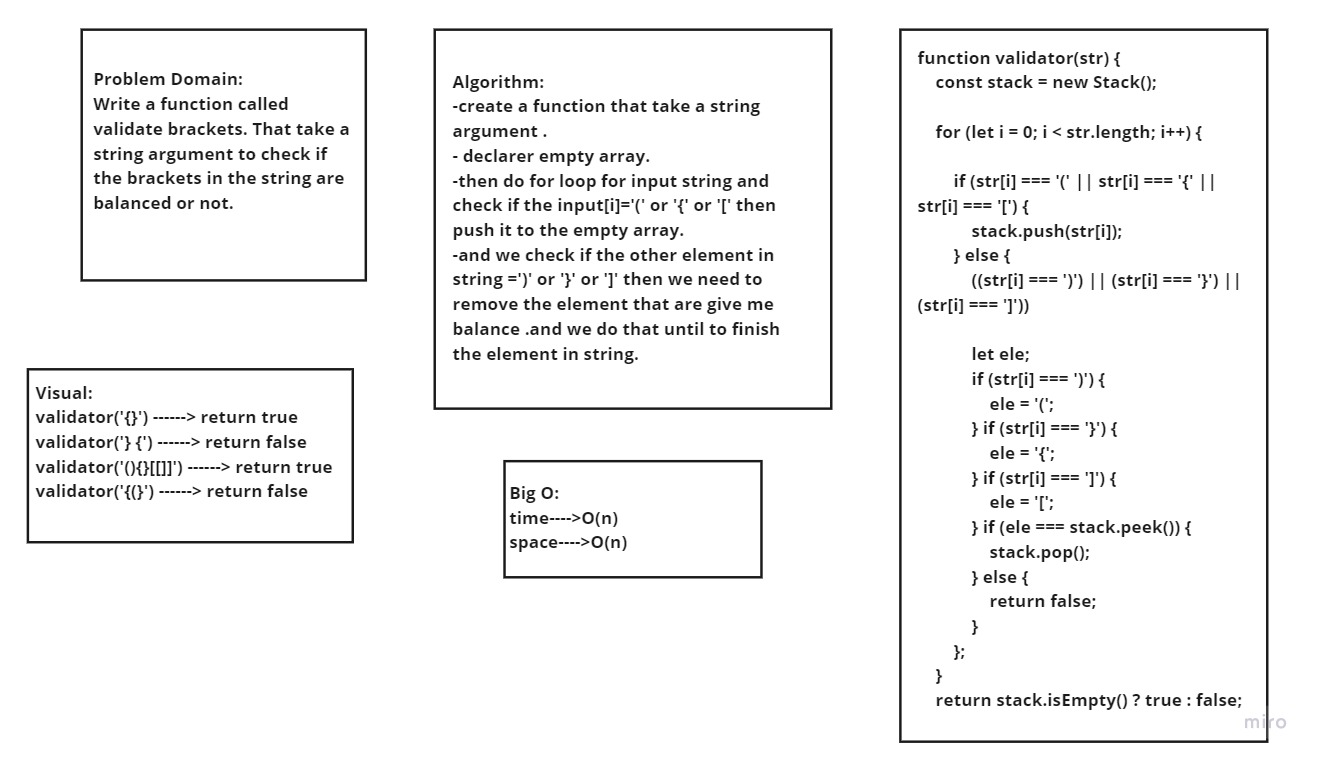 Problem Domain:
Write a function called
validate brackets. That take a
string argument to check if
the brackets in the string are
balanced or not.
Visual:
validator('{}') ------> return true
validator('} {') ------> return false
validator('(){}[[]]') ------> return true
validator('{(}') ------> return false
Algorithm:
-create a function that take a string
argument .
- declarer empty array.
-then do for loop for input string and
check if the input[i]='(' or '{' or '[' then
push it to the empty array.
-and we check if the other element in
string =')' or '}' or ']' then we need to
remove the element that are give me
balance .and we do that until to finish
the element in string.
Big O:
time---->O(n)
space---->O(n)
function validator(str) {
const stack = new Stack();
for (let i = 0; i < str.length; i++) {
if (str[i] === '(' || str[i] === '{' ||
str[i] === '[') {
stack.push(str[i]);
} else {
((str[i] === ')') || (str[i] === '}') ||
(str[i] === ']'))
let ele;
if (str[i] === ')') {
ele = '(';
} if (str[i] === '}') {
ele = '{';
} if (str[i] === ']') {
ele = '[';
} if (ele === stack.peek()) {
stack.pop();
} else {
return false;
}
};
}
return stack.isEmpty() ? true : false;
miro